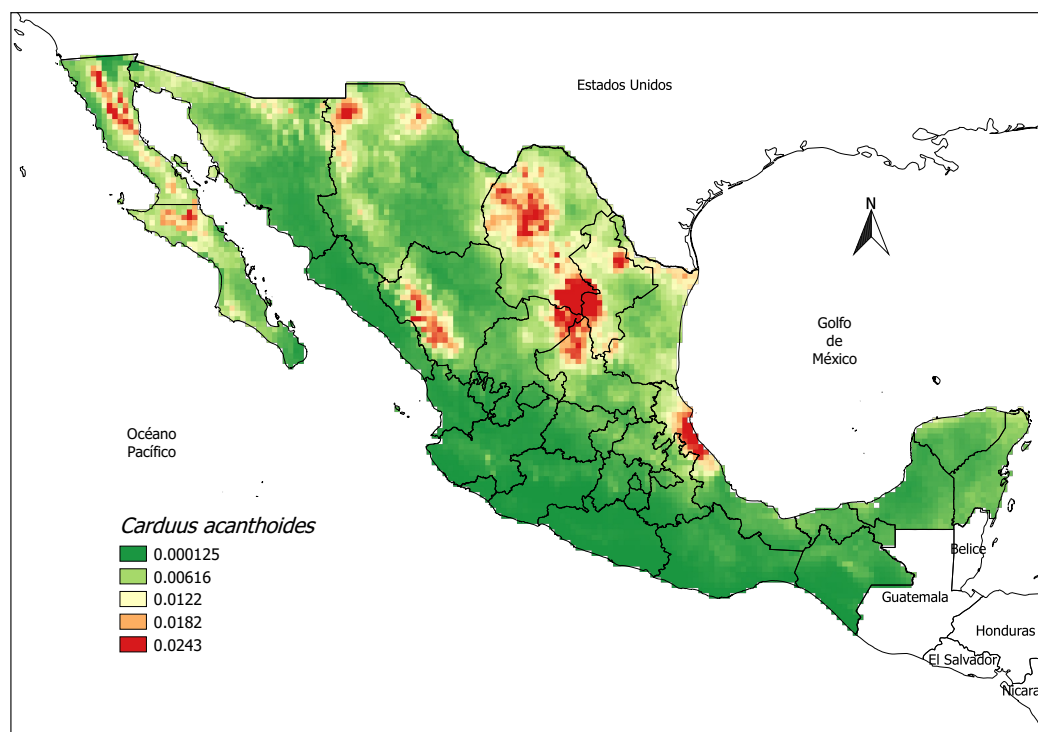 Estados Unidos
N
Golfo
de
México
Océano
Pacífico
Carduus acanthoides
0.000125
0.00616
0.0122
0.0182
0.0243
Belice
Guatemala
Honduras
El Salvador
Nicara